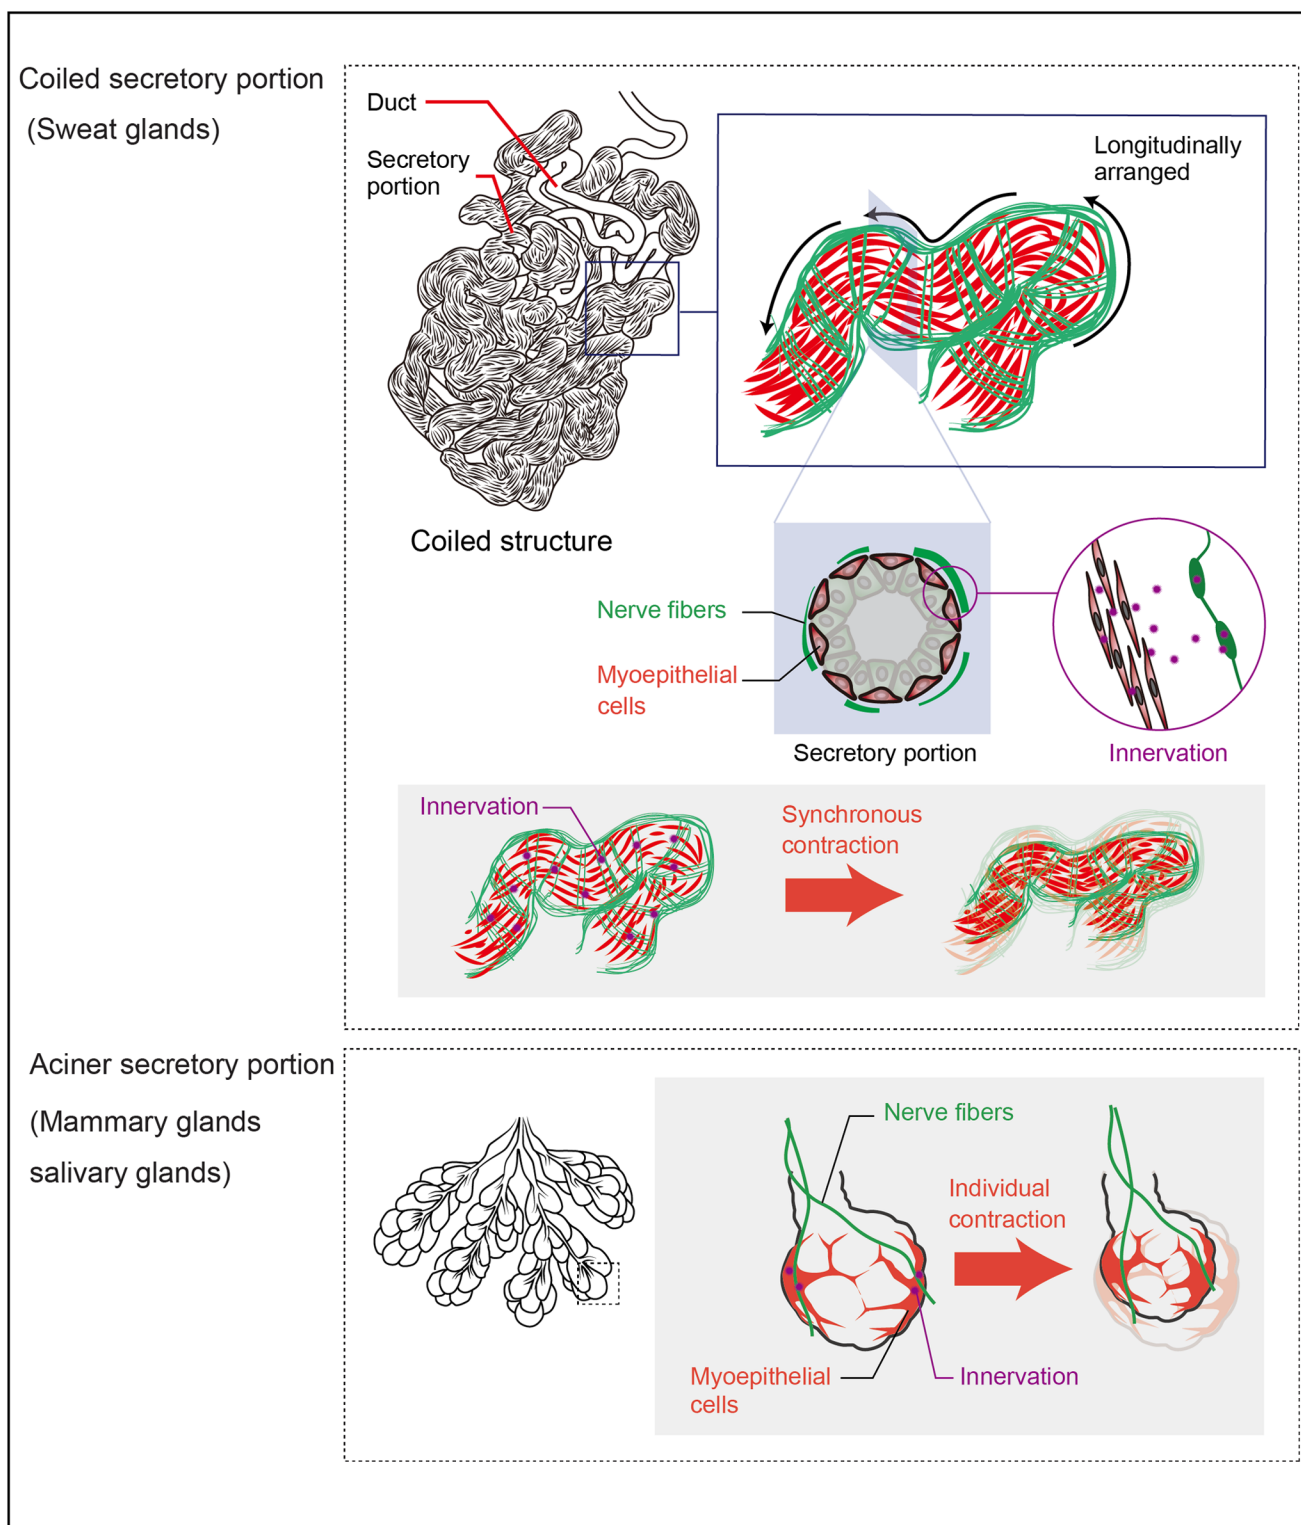 Coiled secretory portion
(Sweat glands)
Duct
Secretory
portion
Longitudinally
arranged
Coiled structure
Nerve fibers
Myoepithelial
cells
Secretory portion
Innervation
Innervation
Synchronous
contraction
Aciner secretory portion
(Mammary glands
salivary glands)
Nerve fibers
Individual
contraction
Myoepithelial
cells
Innervation